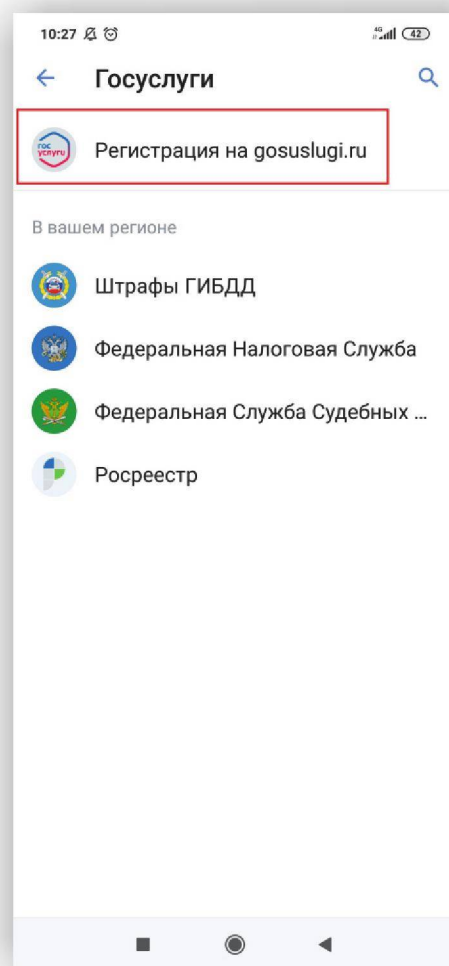 10:27 4G 42
Госуслуги
гос услуги Регистрация на gosuslugi.ru
В вашем регионе
Штрафы ГИБДД
Федеральная Налоговая Служба
Федеральная Служба Судебных ...
Росреестр